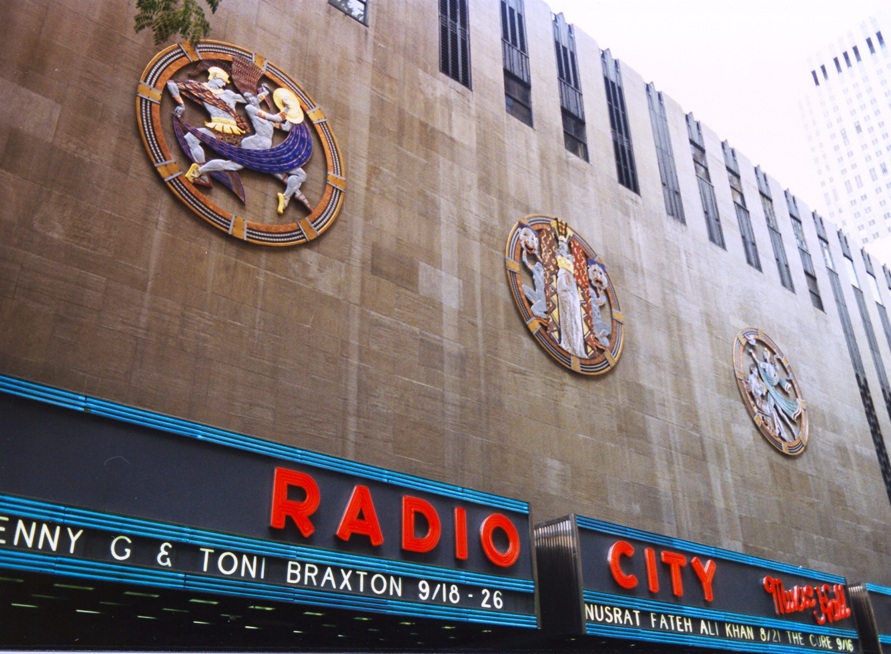 RADIO
ENNY G & TONI BRAXTON 9/18 - 26
CITY Music Hall
NUSRAT FATEH ALI KHAN 8/21 THE CURE 9/16